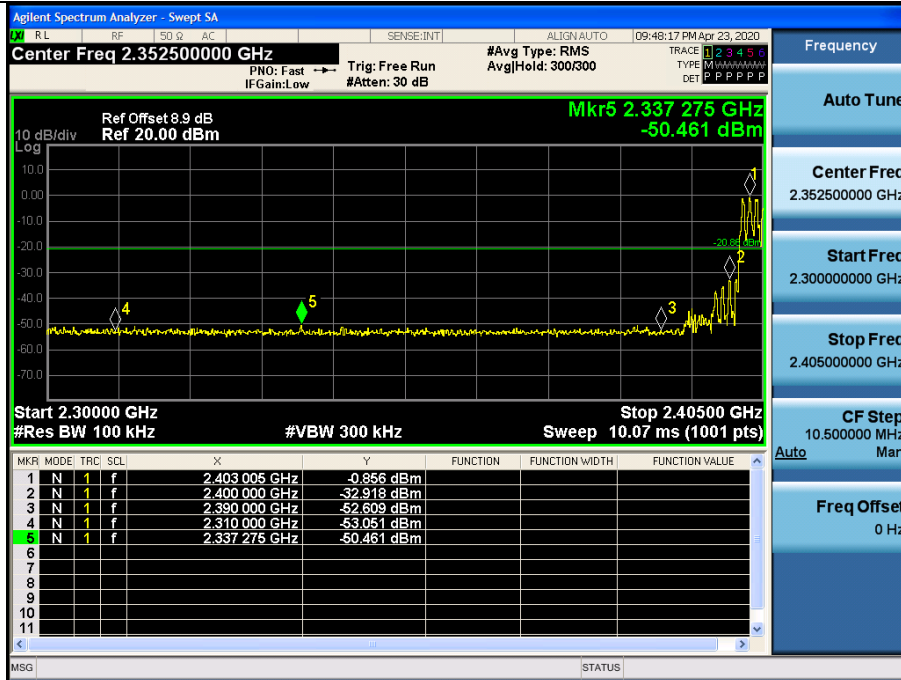 Agilent Spectrum Analyzer - Swept SA
LXI RL RF 50 Ω AC SENSE:INT ALIGN AUTO 09:48:17 PM Apr 23, 2020
Center Freq 2.352500000 GHz
PNO: Fast
IFGain:Low
Trig: Free Run
#Atten: 30 dB
#Avg Type: RMS
Avg|Hold: 300/300
TRACE 1 2 3 4 5 6
TYPE M
DET P P P P P P
Frequency
Mkr5 2.337 275 GHz
-50.461 dBm
Ref Offset 8.9 dB
10 dB/div Ref 20.00 dBm
Log
10.0
0.00
-10.0
-20.0
-30.0
-40.0
-50.0
-60.0
-70.0
1
2
3
4
5
Start 2.30000 GHz Stop 2.40500 GHz
#Res BW 100 kHz #VBW 300 kHz Sweep 10.07 ms (1001 pts)
MKR MODE TRC SCL X Y FUNCTION FUNCTION WIDTH FUNCTION VALUE
1 N 1 f 2.403 005 GHz -0.856 dBm
2 N 1 f 2.400 000 GHz -32.918 dBm
3 N 1 f 2.390 000 GHz -52.609 dBm
4 N 1 f 2.310 000 GHz -53.051 dBm
5 N 1 f 2.337 275 GHz -50.461 dBm
6
7
8
9
10
11
MSG STATUS
Auto Tune
Center Freq
2.352500000 GHz
Start Freq
2.300000000 GHz
Stop Freq
2.405000000 GHz
CF Step
10.500000 MHz
Auto Man
Freq Offset
0 Hz